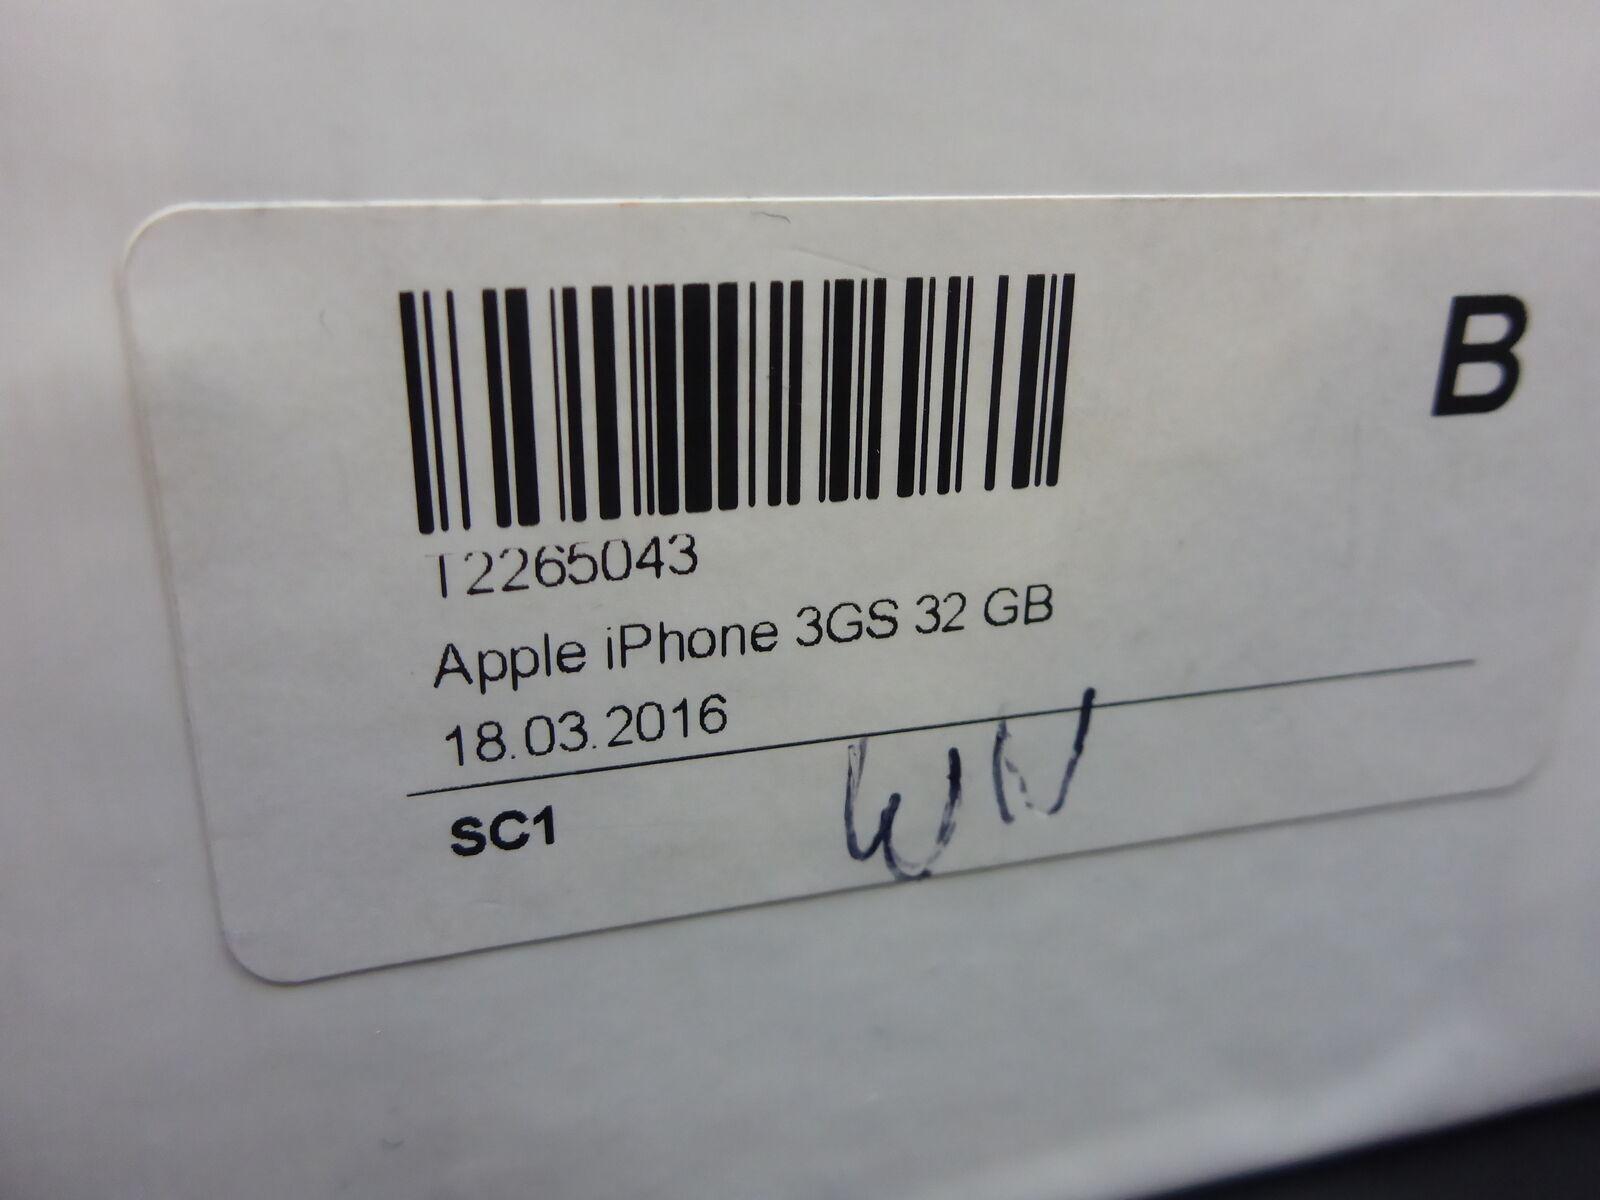 B
T2265043
Apple iPhone 3GS 32 GB
18.03.2016
SC1